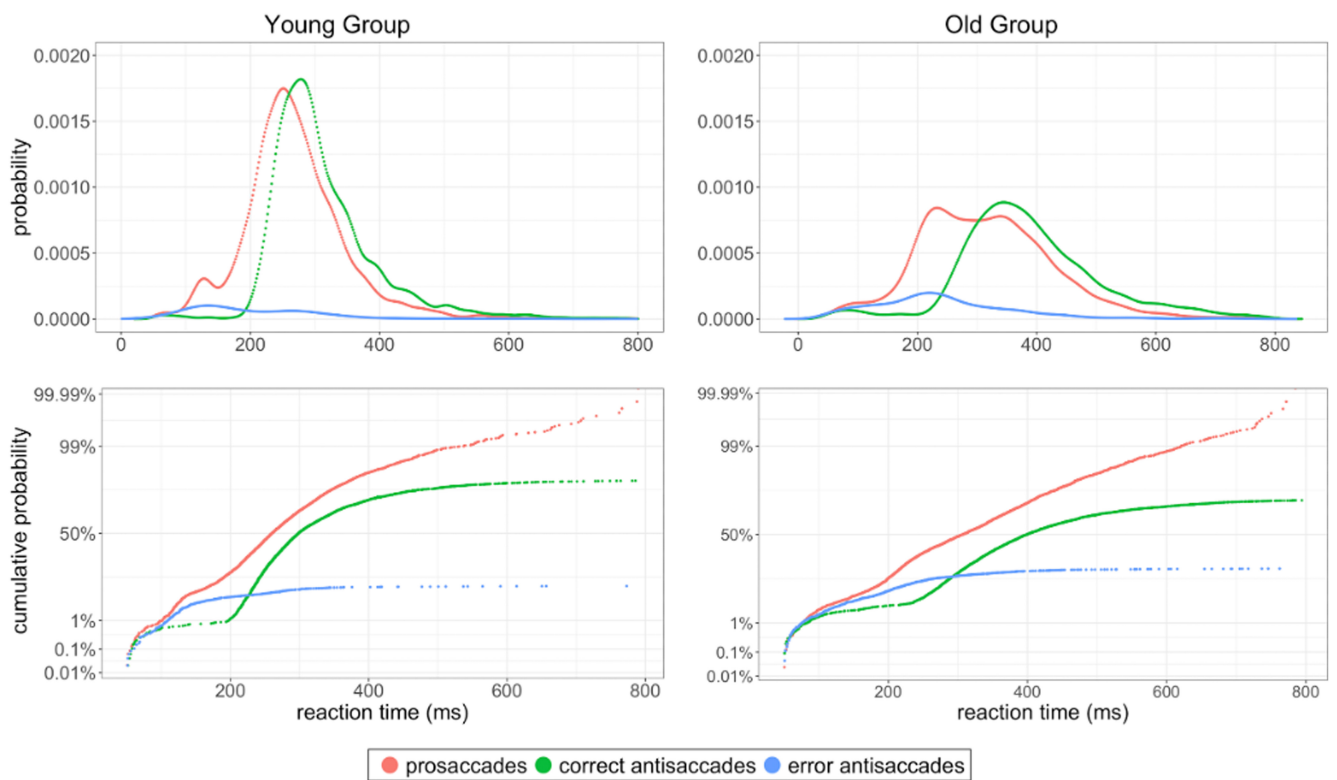 Young Group
Old Group
probability
0.0020
0.0015
0.0010
0.0005
0.0000
0 200 400 600 800
0.0020
0.0015
0.0010
0.0005
0.0000
0 200 400 600 800
cumulative probability
99.99%
99%
50%
1%
0.1%
0.01%
200 400 600 800
reaction time (ms)
99.99%
99%
50%
1%
0.1%
0.01%
200 400 600 800
reaction time (ms)
prosaccades correct antisaccades error antisaccades